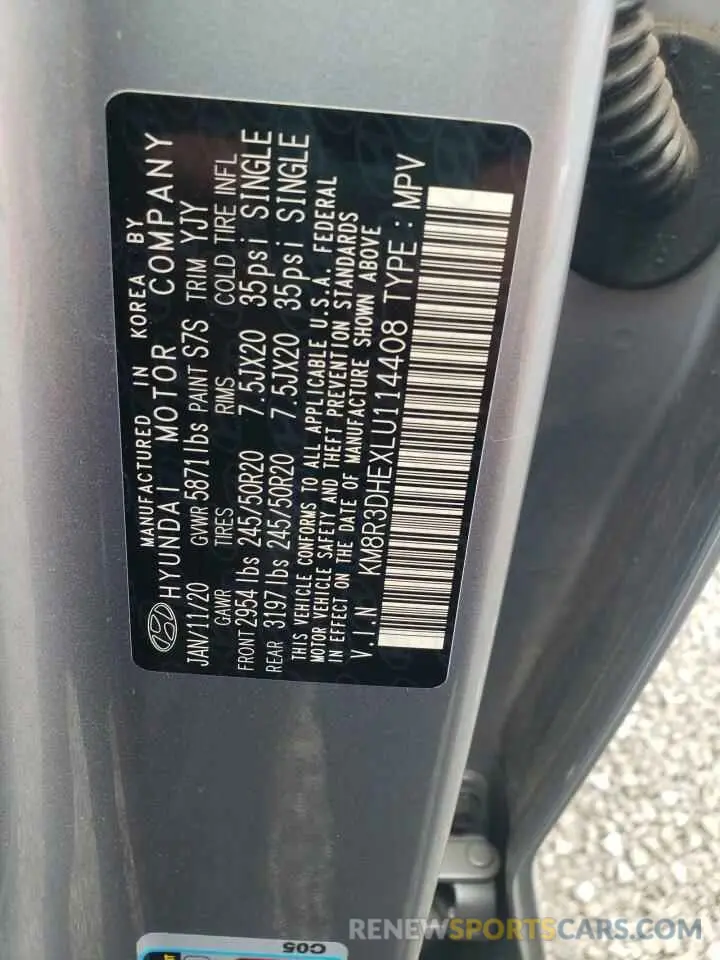 MANUFACTURED IN KOREA BY
HYUNDAI MOTOR COMPANY
JAN/11/20 GVWR 5871lbs PAINT S7S TRIM YJY
GAWR TIRES RIMS COLD TIRE INFL
FRONT 2954 lbs 245/50R20 7.5JX20 35psi SINGLE
REAR 3197lbs 245/50R20 7.5JX20 35psi SINGLE
THIS VEHICLE CONFORMS TO ALL APPLICABLE U.S.A. FEDERAL
MOTOR VEHICLE SAFETY AND THEFT PREVENTION STANDARDS
IN EFFECT ON THE DATE OF MANUFACTURE SHOWN ABOVE
V.I.N KM8R3DHEXLU114408 TYPE : MPV
C05
RENEWSPORTSCARS.COM